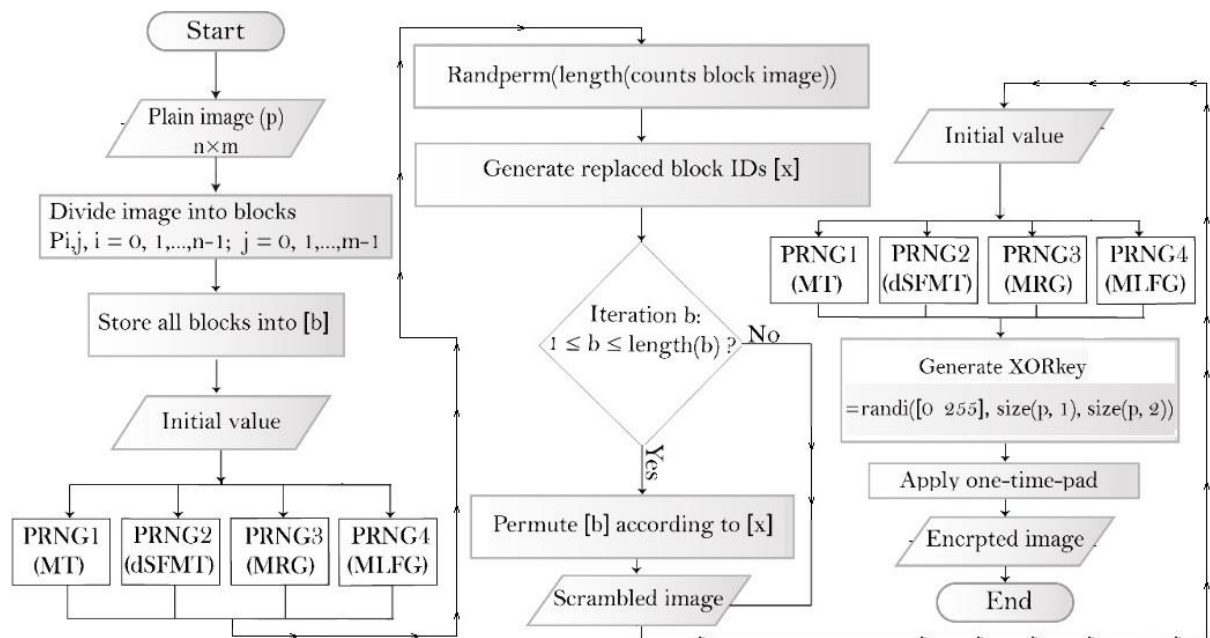 Start
Plain image (p)
n×m
Divide image into blocks
Pi,j, i = 0, 1,...,n-1; j = 0, 1,...,m-1
Store all blocks into [b]
Initial value
PRNG1
(MT)
PRNG2
(dSFMT)
PRNG3
(MRG)
PRNG4
(MLFG)
Randperm(length(counts block image))
Generate replaced block IDs [x]
Iteration b:
1 ≤ b ≤ length(b) ?
No
Yes
Permute [b] according to [x]
Scrambled image
Initial value
PRNG1
(MT)
PRNG2
(dSFMT)
PRNG3
(MRG)
PRNG4
(MLFG)
Generate XORkey
=randi([0 255], size(p, 1), size(p, 2))
Apply one-time-pad
Encrpted image
End